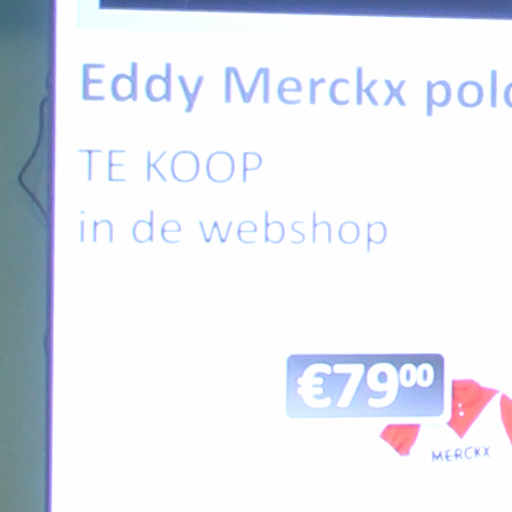 Eddy Merckx polo
TE KOOP
in de webshop
€79⁰⁰
MERCKX